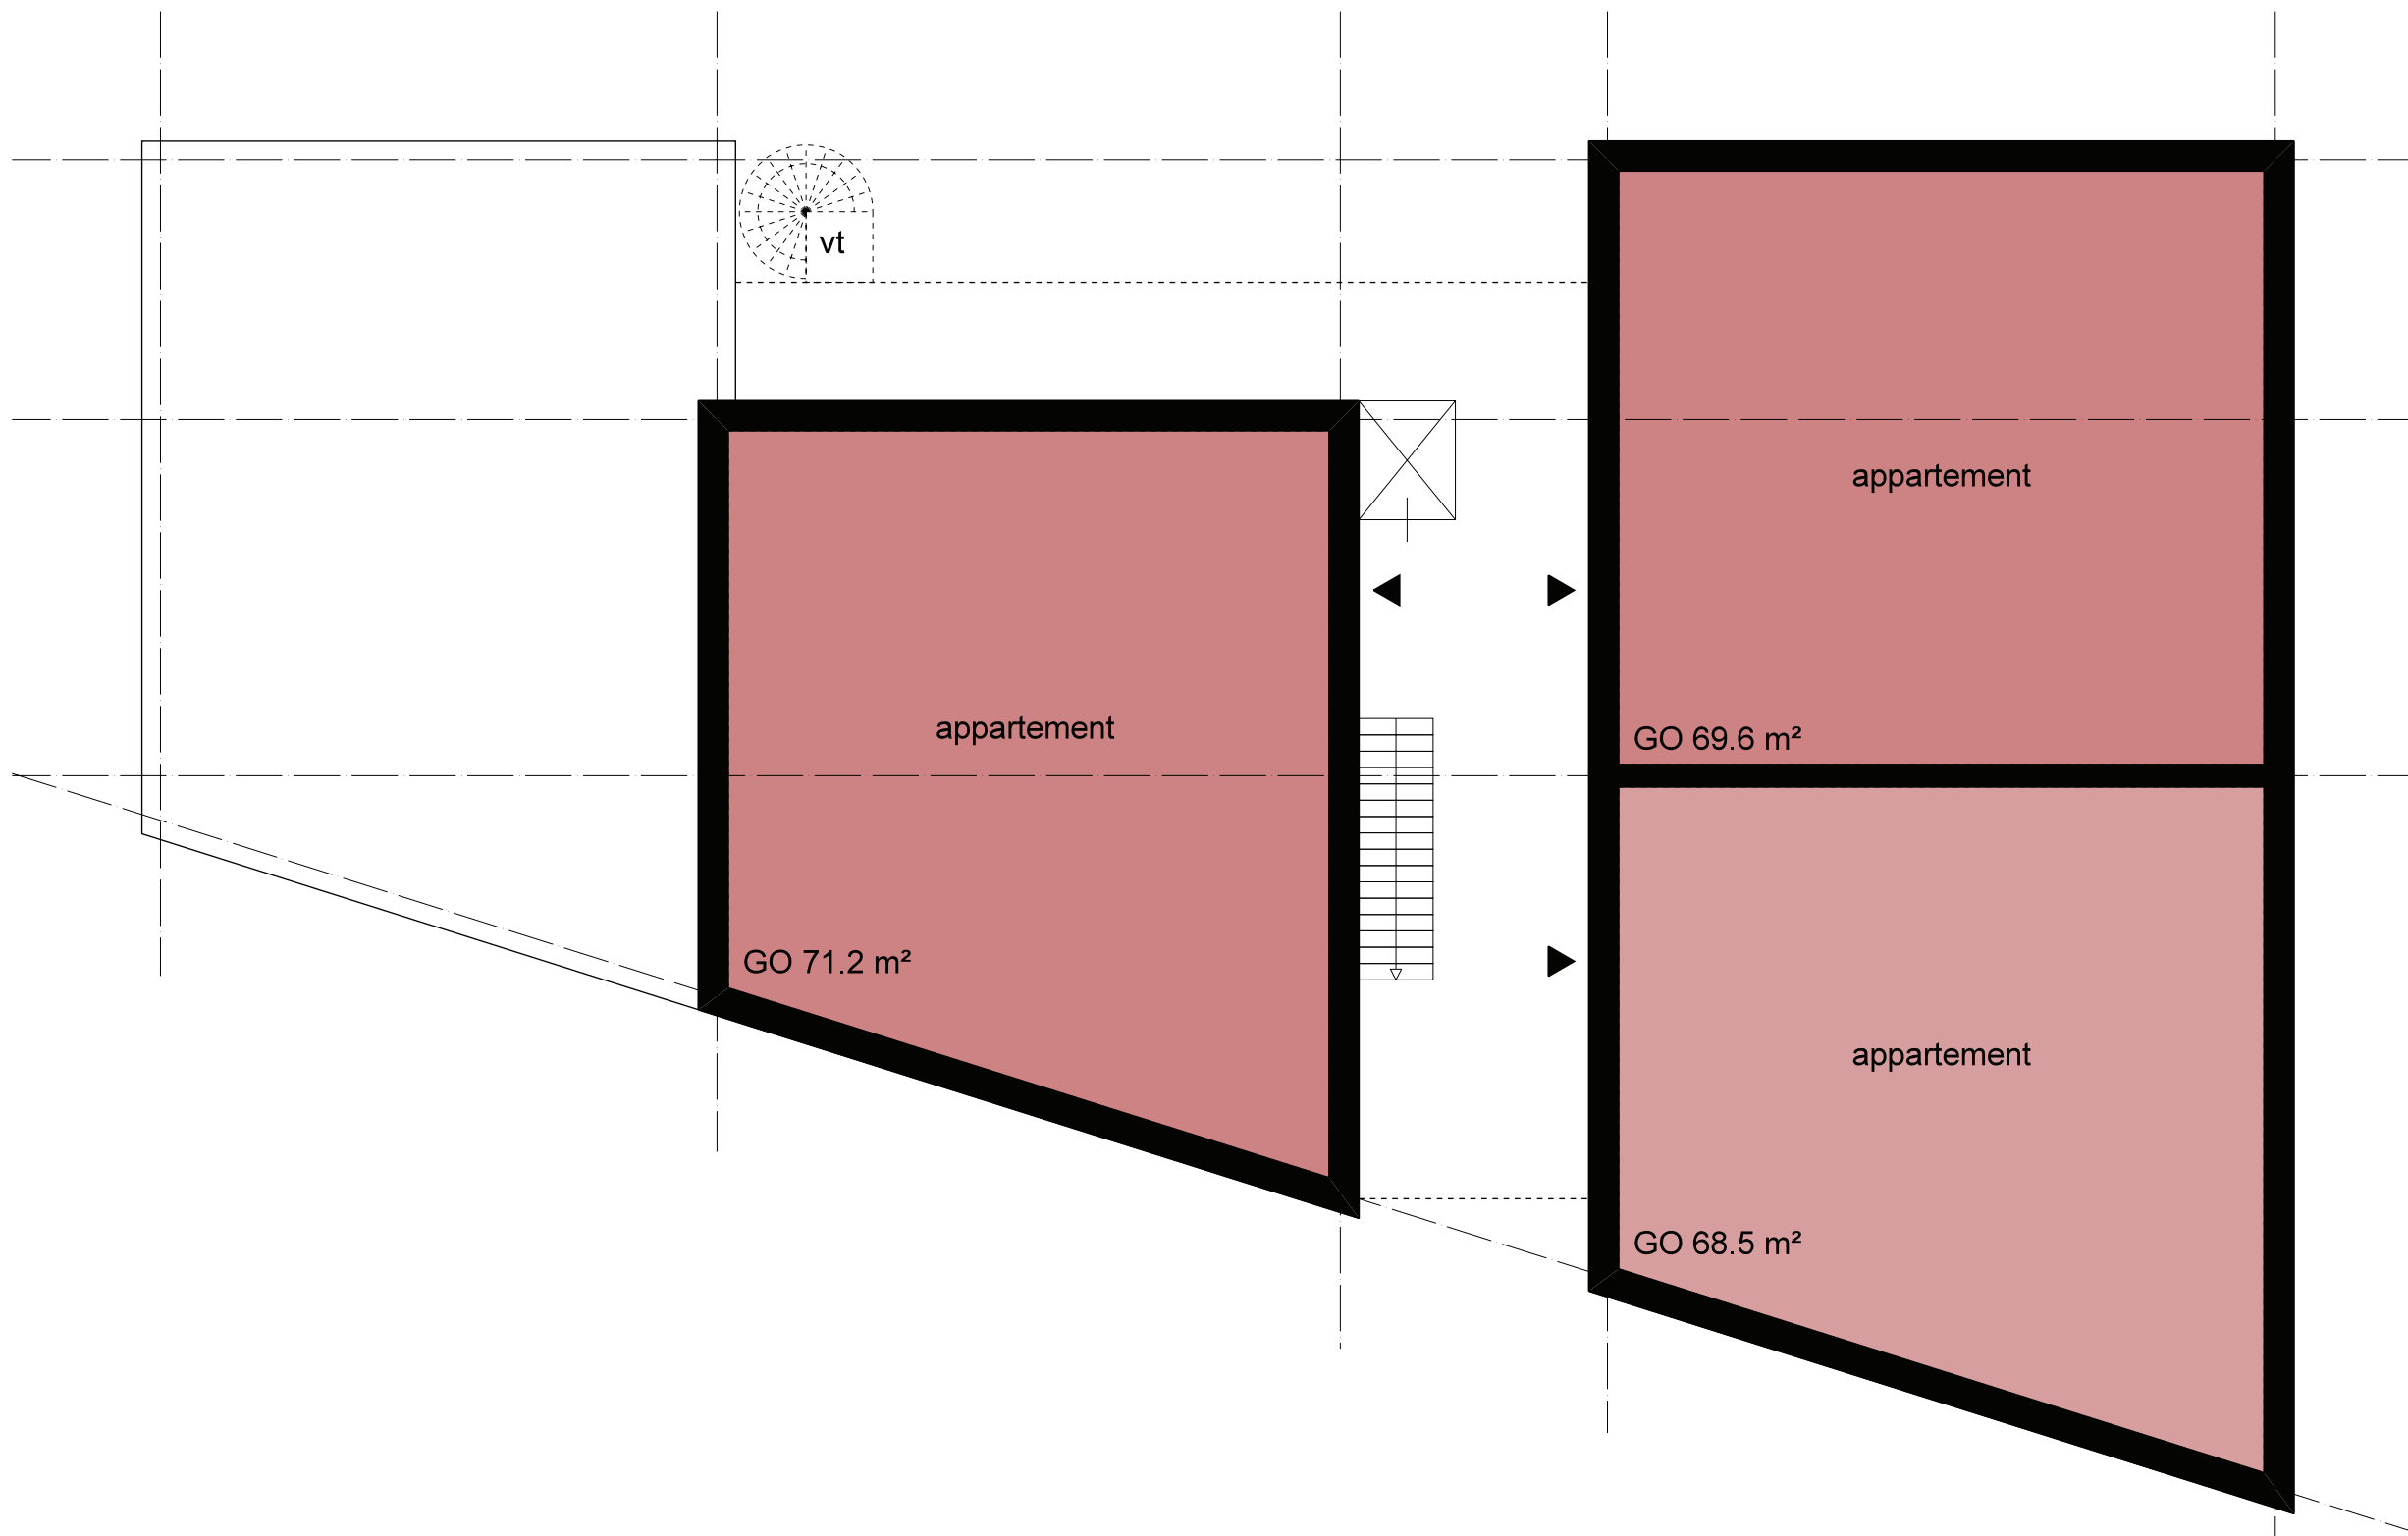 vt
appartement
GO 69.6 m²
appartement
GO 71.2 m²
appartement
GO 68.5 m²